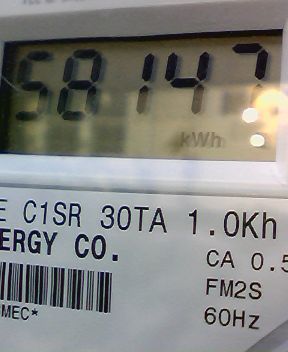 58147
kWh
E C1SR 30TA 1.0Kh
ERGY CO.
CA 0.5
FM2S
MEC*
60Hz